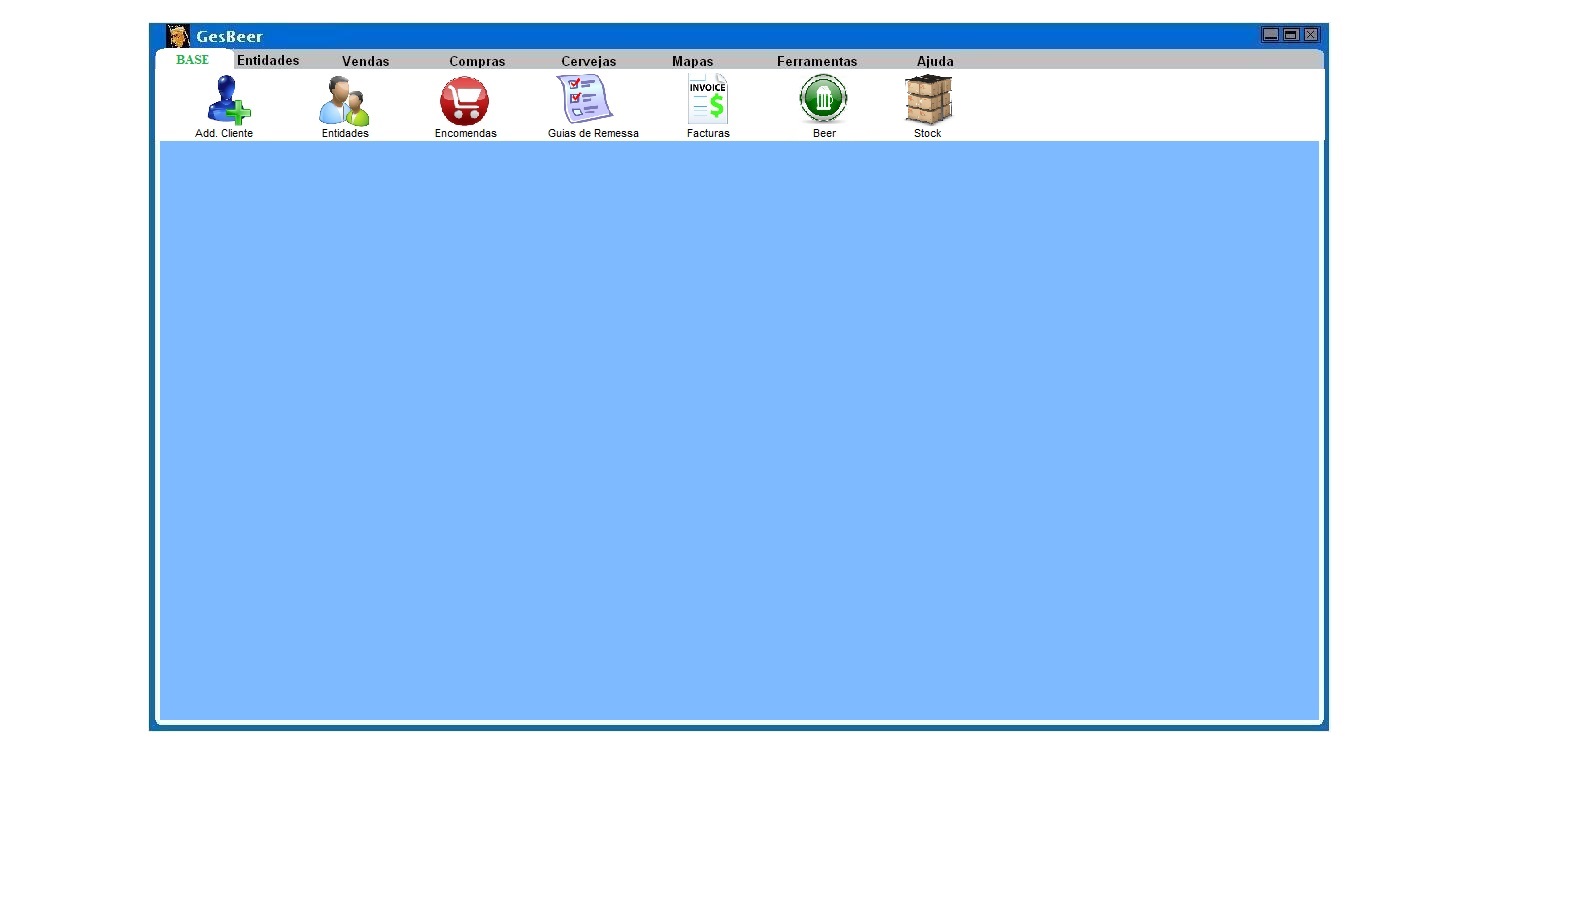 GesBeer
BASE Entidades Vendas Compras Cervejas Mapas Ferramentas Ajuda
INVOICE
$
Add. Cliente Entidades Encomendas Guias de Remessa Facturas Beer Stock